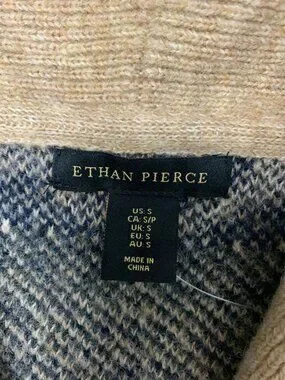 ETHAN PIERCE
US: S
CA: S/P
UK: S
EU: S
AU: S
MADE IN
CHINA